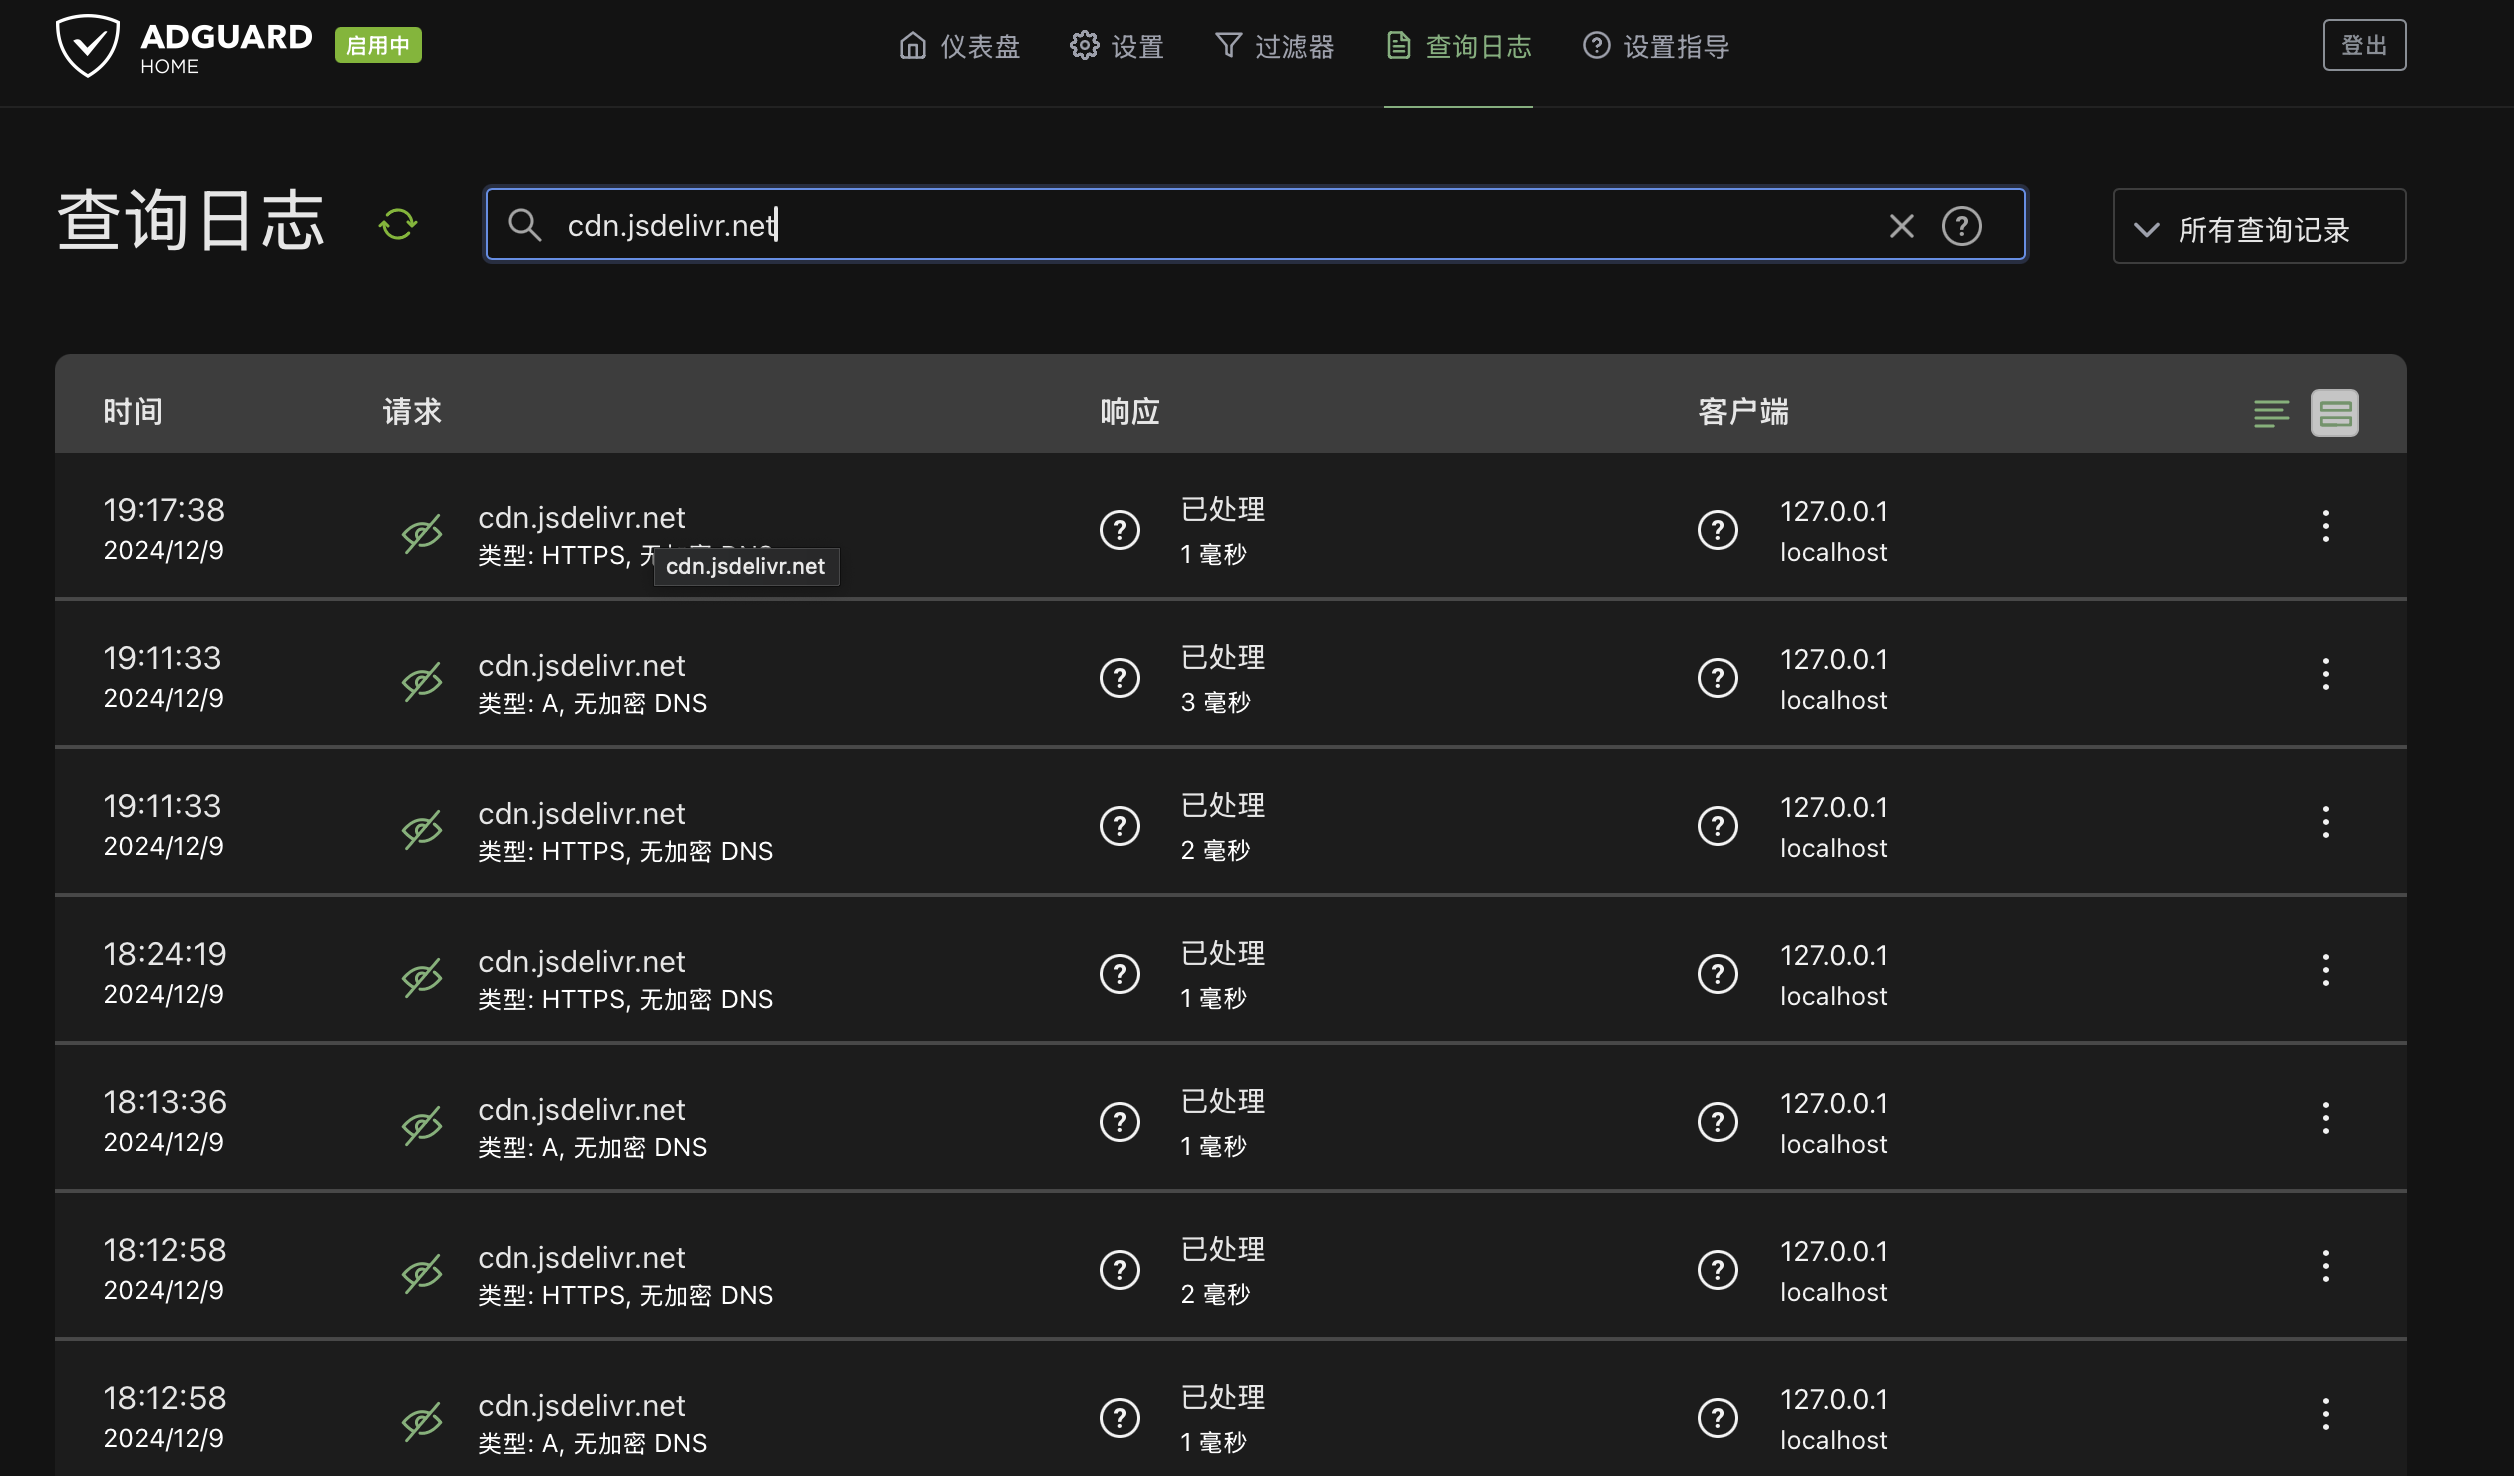 ADGUARD
HOME
启用中
仪表盘
设置
过滤器
查询日志
设置指导
登出
查询日志
cdn.jsdelivr.net
所有查询记录
时间 请求 响应 客户端
19:17:38
2024/12/9
cdn.jsdelivr.net
类型: HTTPS, 无加密 DNS
cdn.jsdelivr.net
已处理
1 毫秒
127.0.0.1
localhost
19:11:33
2024/12/9
cdn.jsdelivr.net
类型: A, 无加密 DNS
已处理
3 毫秒
127.0.0.1
localhost
19:11:33
2024/12/9
cdn.jsdelivr.net
类型: HTTPS, 无加密 DNS
已处理
2 毫秒
127.0.0.1
localhost
18:24:19
2024/12/9
cdn.jsdelivr.net
类型: HTTPS, 无加密 DNS
已处理
1 毫秒
127.0.0.1
localhost
18:13:36
2024/12/9
cdn.jsdelivr.net
类型: A, 无加密 DNS
已处理
1 毫秒
127.0.0.1
localhost
18:12:58
2024/12/9
cdn.jsdelivr.net
类型: HTTPS, 无加密 DNS
已处理
2 毫秒
127.0.0.1
localhost
18:12:58
2024/12/9
cdn.jsdelivr.net
类型: A, 无加密 DNS
已处理
1 毫秒
127.0.0.1
localhost